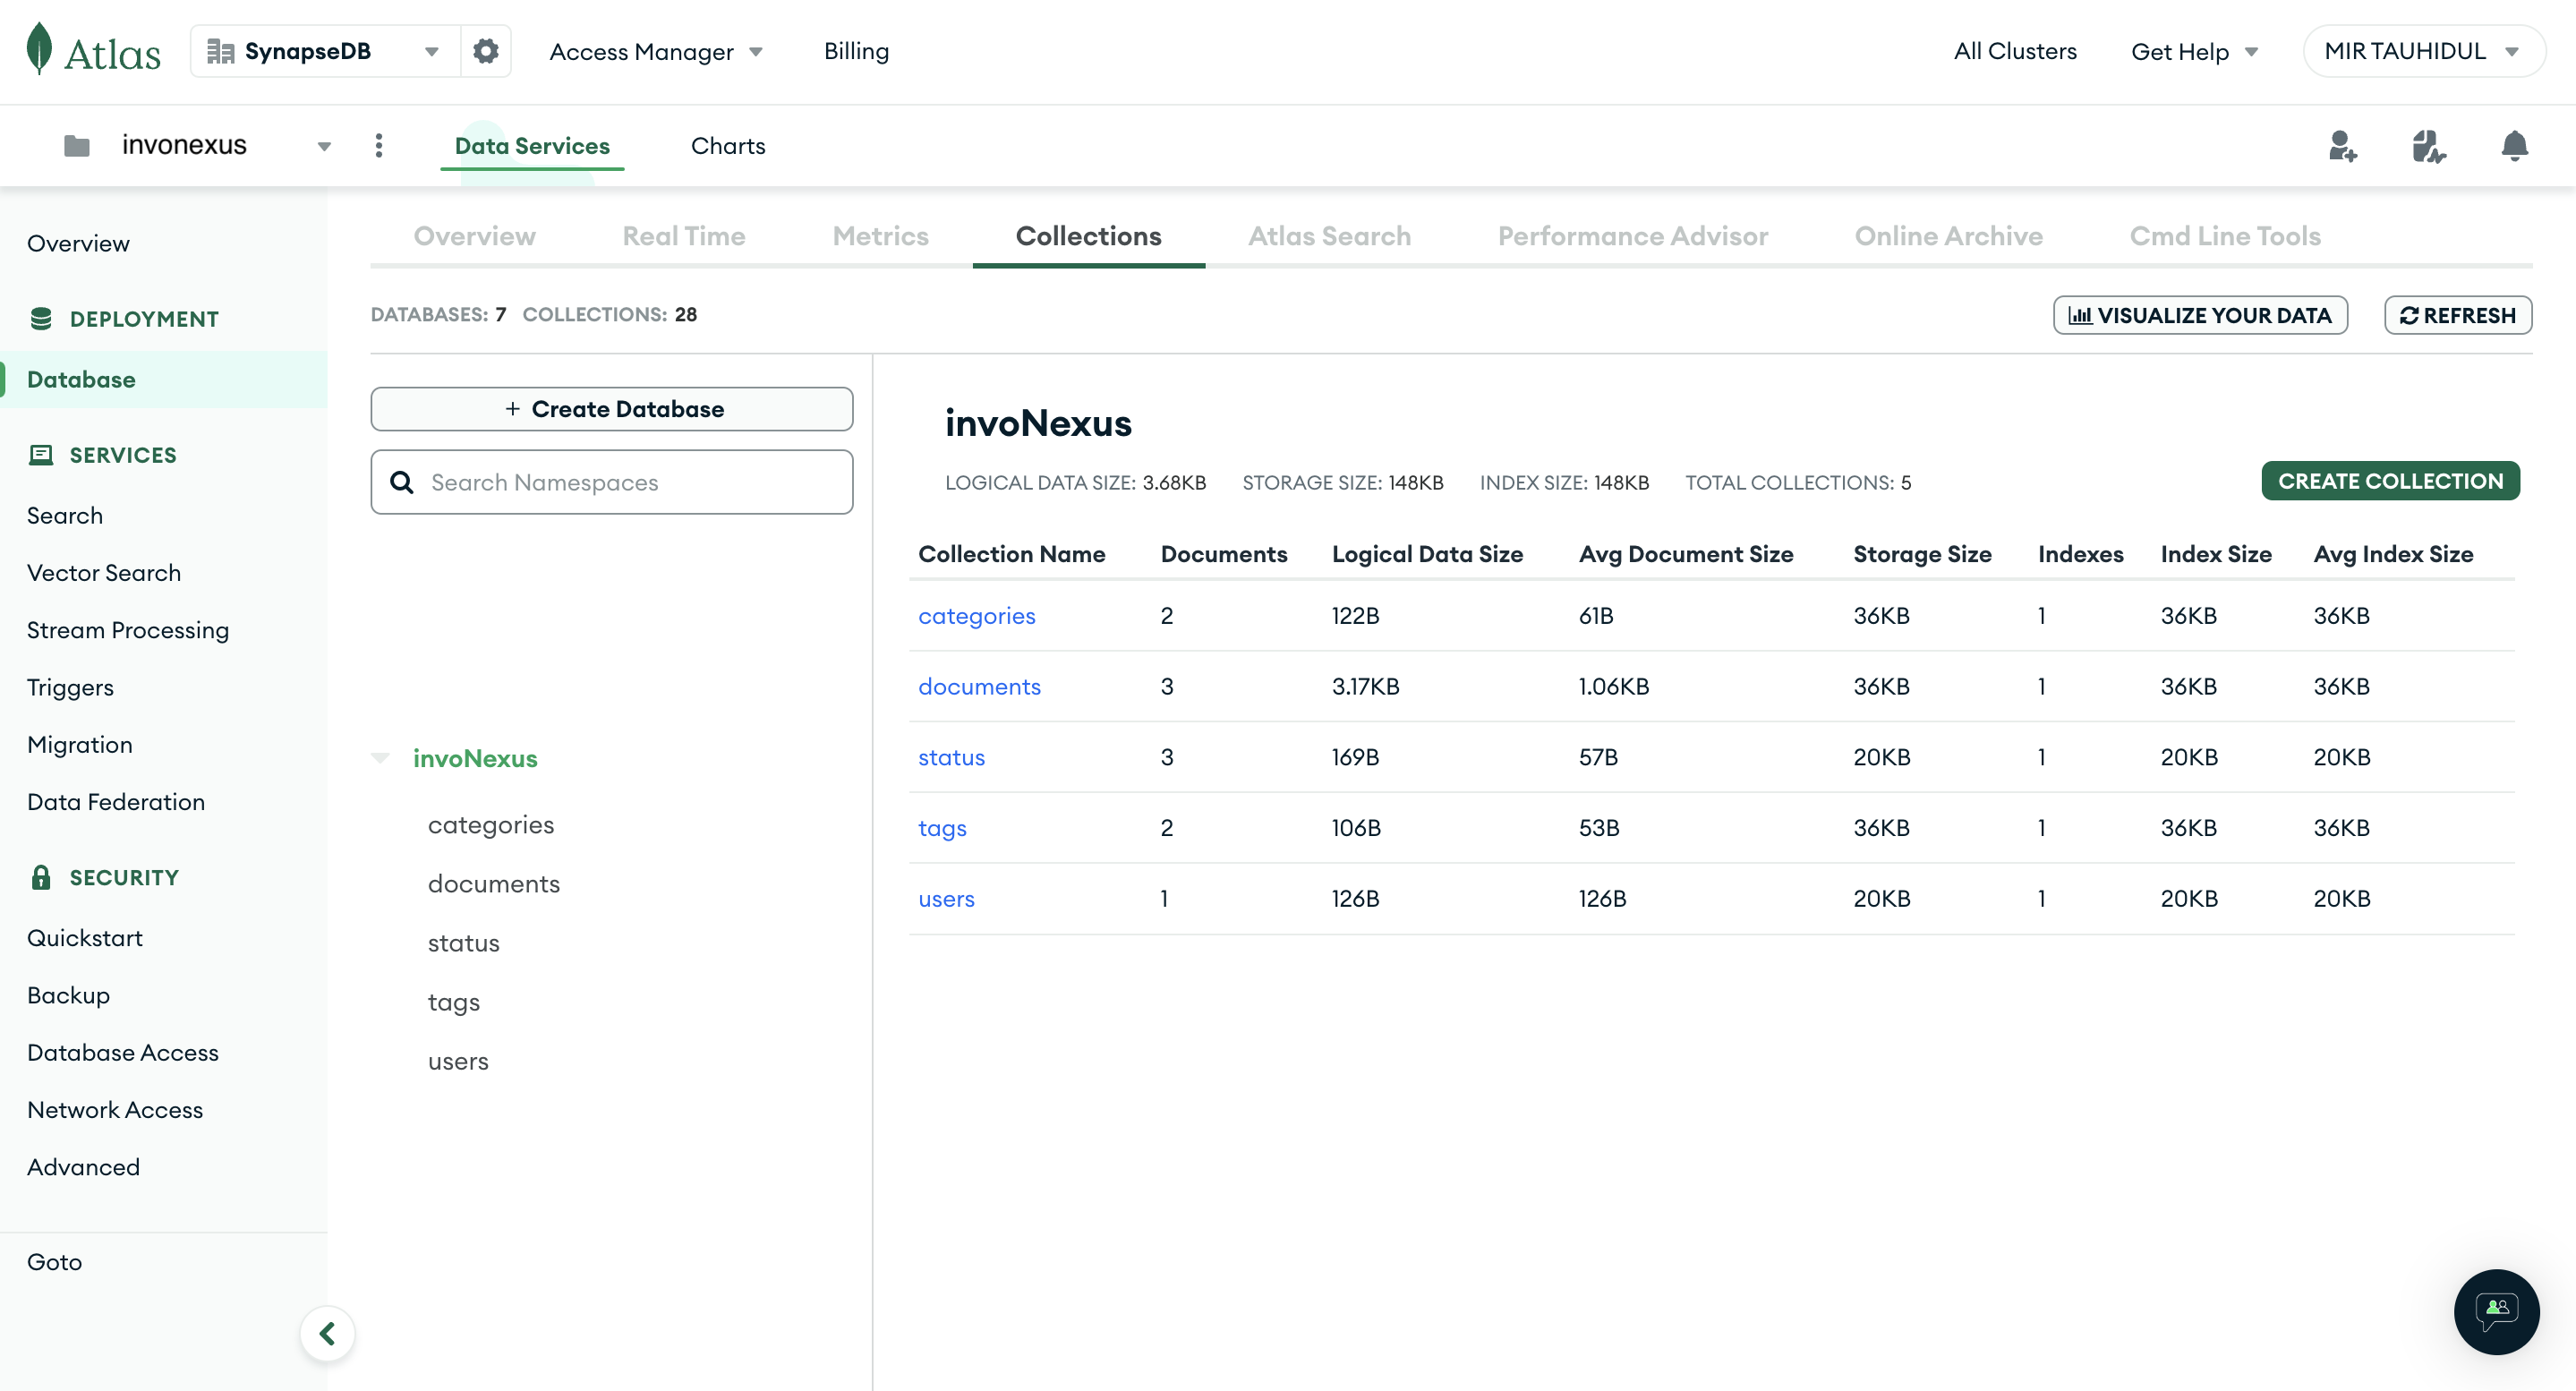 Atlas SynapseDB Access Manager Billing All Clusters Get Help MIR TAUHIDUL
invonexus Data Services Charts
Overview
DEPLOYMENT
Database
SERVICES
Search
Vector Search
Stream Processing
Triggers
Migration
Data Federation
SECURITY
Quickstart
Backup
Database Access
Network Access
Advanced
Goto
Overview Real Time Metrics Collections Atlas Search Performance Advisor Online Archive Cmd Line Tools
DATABASES: 7 COLLECTIONS: 28 VISUALIZE YOUR DATA REFRESH
+ Create Database
Search Namespaces
invoNexus
categories
documents
status
tags
users
invoNexus
LOGICAL DATA SIZE: 3.68KB STORAGE SIZE: 148KB INDEX SIZE: 148KB TOTAL COLLECTIONS: 5 CREATE COLLECTION
Collection Name Documents Logical Data Size Avg Document Size Storage Size Indexes Index Size Avg Index Size
categories 2 122B 61B 36KB 1 36KB 36KB
documents 3 3.17KB 1.06KB 36KB 1 36KB 36KB
status 3 169B 57B 20KB 1 20KB 20KB
tags 2 106B 53B 36KB 1 36KB 36KB
users 1 126B 126B 20KB 1 20KB 20KB